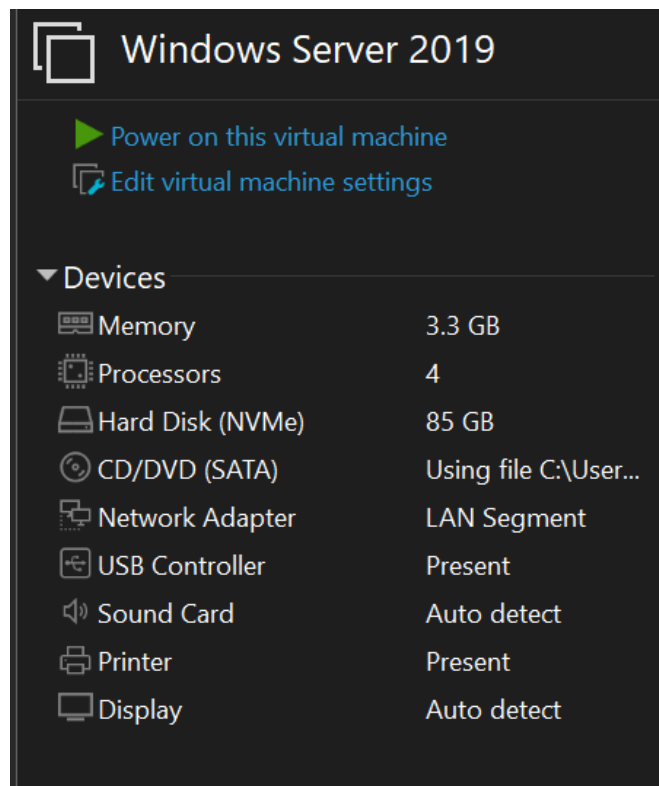 Windows Server 2019
Power on this virtual machine
Edit virtual machine settings
Devices
Memory 3.3 GB
Processors 4
Hard Disk (NVMe) 85 GB
CD/DVD (SATA) Using file C:\User...
Network Adapter LAN Segment
USB Controller Present
Sound Card Auto detect
Printer Present
Display Auto detect